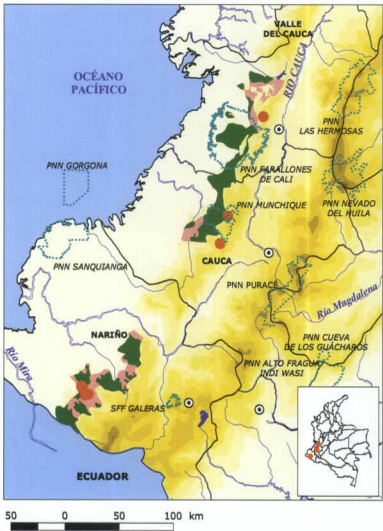 VALLE
DEL CAUCA
OCÉANO
PACÍFICO
RIO CAUCA
PNN
LAS HERMOSAS
PNN GORGONA
PNN FARALLONES
DE CALI
PNN NEVADO
DEL HUILA
PNN MUNCHIQUE
PNN SANQUIANGA
CAUCA
PNN PURACÉ
Río Magdalena
NARIÑO
PNN CUEVA
DE LOS GUÁCHAROS
Río Mira
PNN ALTO FRAGUA
INDI WASI
SFF GALERAS
ECUADOR
50 0 50 100 km